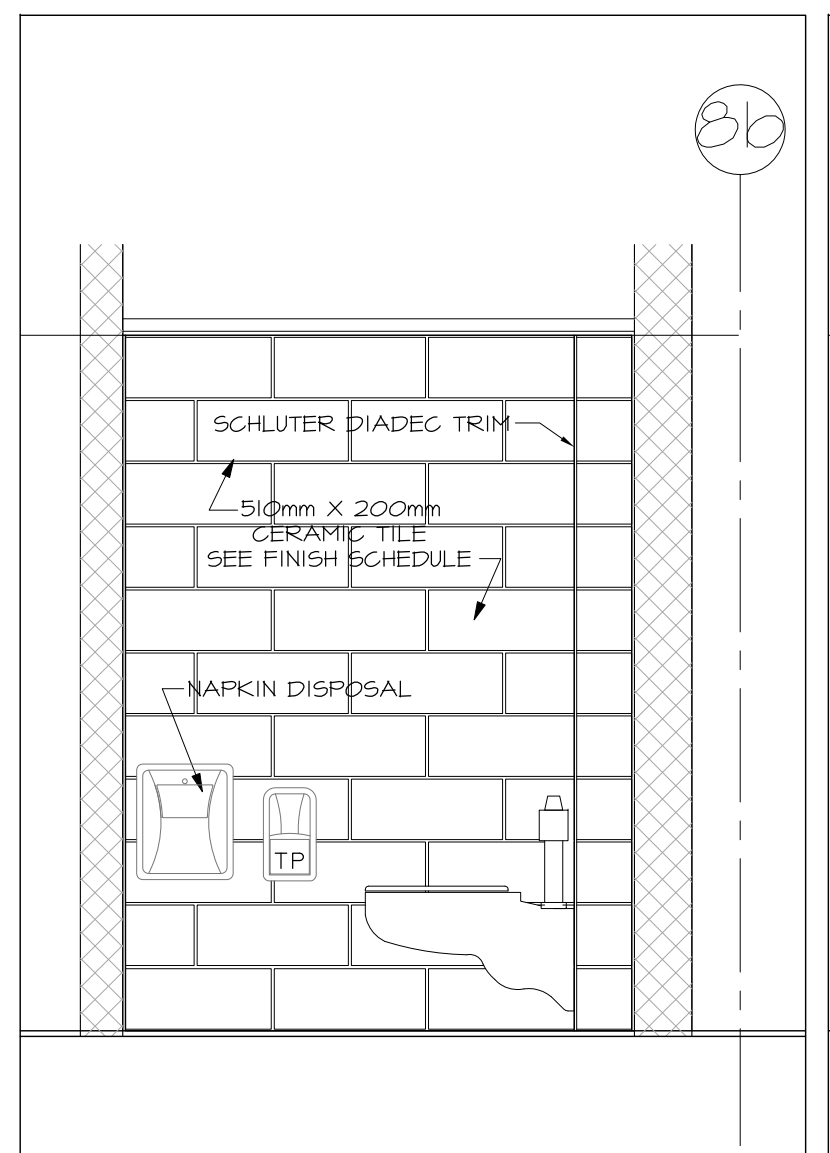 8b
SCHLUTER DIADEC TRIM
510mm X 200mm
CERAMIC TILE
SEE FINISH SCHEDULE
NAPKIN DISPOSAL
TP